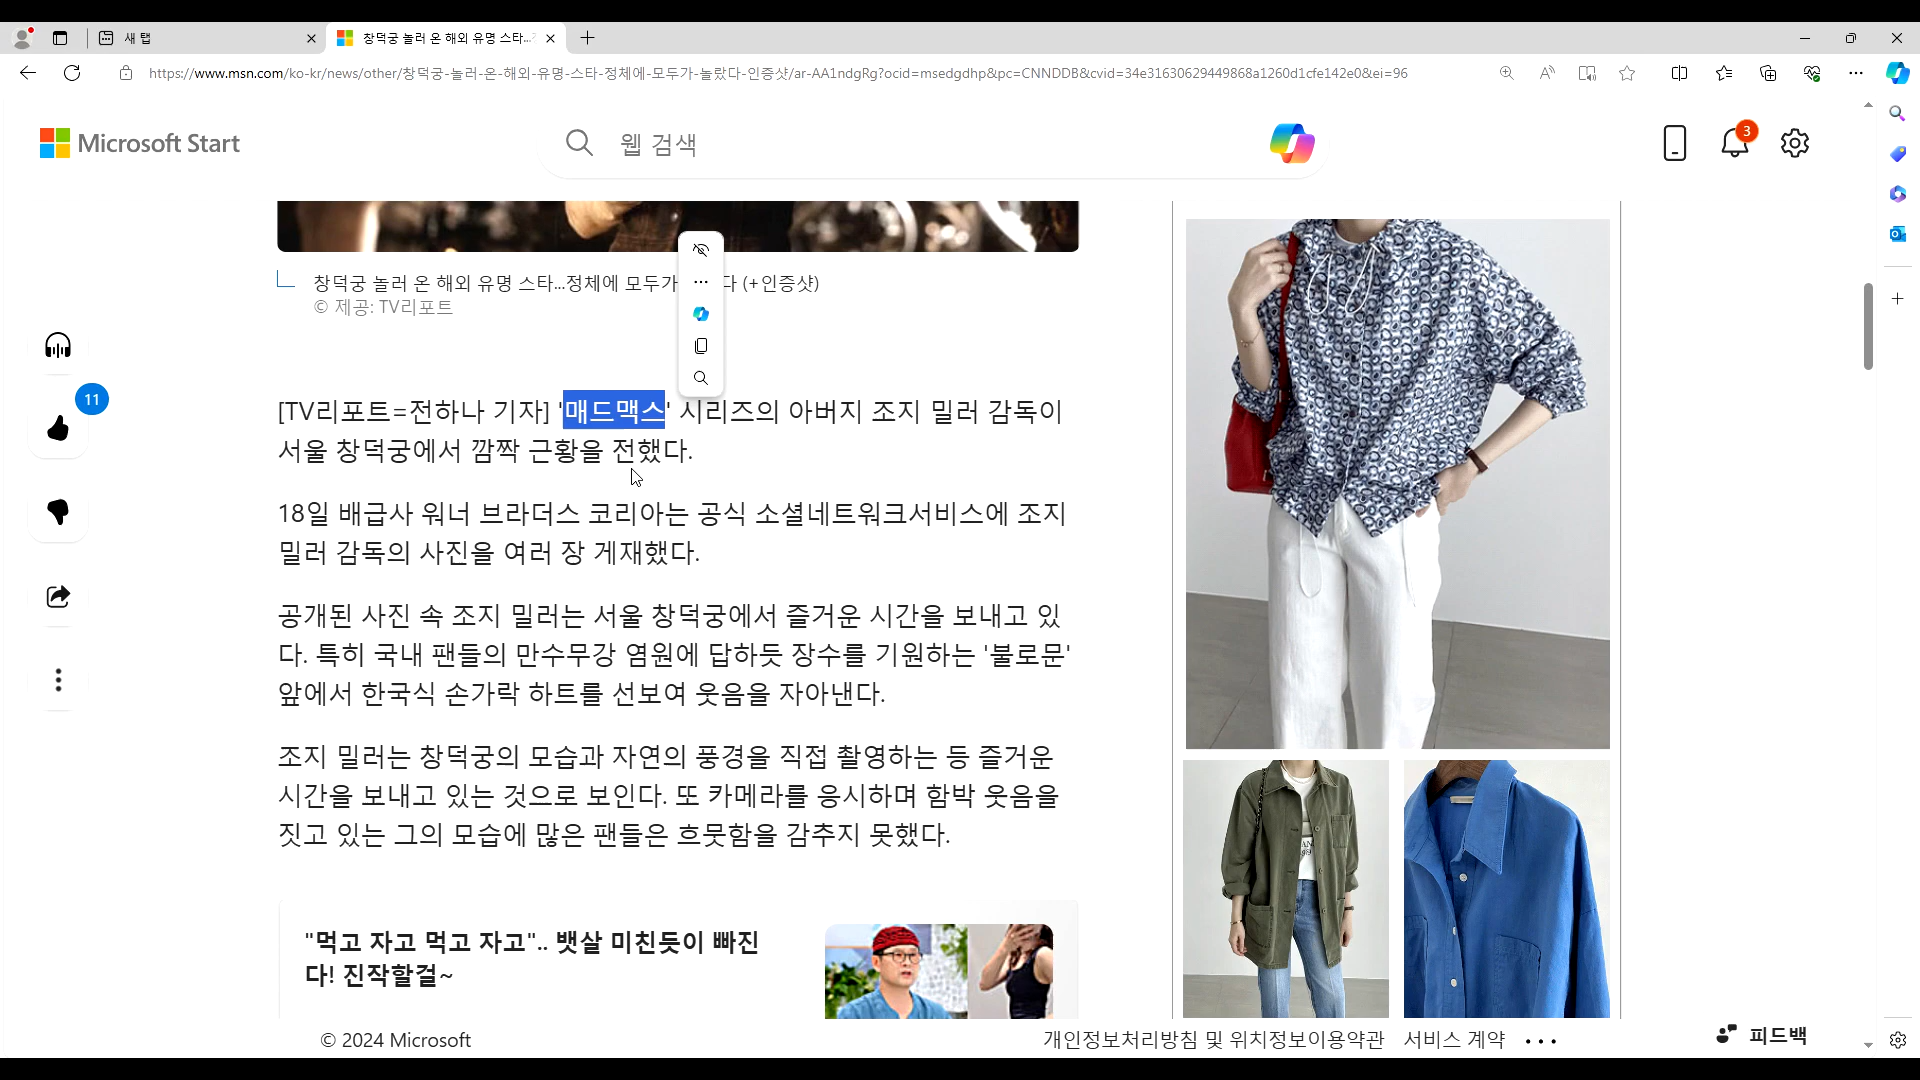 새 탭
창덕궁 놀러 온 해외 유명 스타...
https://www.msn.com/ko-kr/news/other/창덕궁-놀러-온-해외-유명-스타-정체에-모두가-놀랐다-인증샷/ar-AA1ndgRg?ocid=msedgdhp&pc=CNNDDB&cvid=34e31630629449868a1260d1cfe142e0&ei=96
Microsoft Start
웹 검색
3
창덕궁 놀러 온 해외 유명 스타...정체에 모두가 다 (+인증샷)
© 제공: TV리포트
11
[TV리포트=전하나 기자] '매드맥스' 시리즈의 아버지 조지 밀러 감독이
서울 창덕궁에서 깜짝 근황을 전했다.
18일 배급사 워너 브라더스 코리아는 공식 소셜네트워크서비스에 조지
밀러 감독의 사진을 여러 장 게재했다.
공개된 사진 속 조지 밀러는 서울 창덕궁에서 즐거운 시간을 보내고 있
다. 특히 국내 팬들의 만수무강 염원에 답하듯 장수를 기원하는 '불로문'
앞에서 한국식 손가락 하트를 선보여 웃음을 자아낸다.
조지 밀러는 창덕궁의 모습과 자연의 풍경을 직접 촬영하는 등 즐거운
시간을 보내고 있는 것으로 보인다. 또 카메라를 응시하며 함박 웃음을
짓고 있는 그의 모습에 많은 팬들은 흐뭇함을 감추지 못했다.
"먹고 자고 먹고 자고".. 뱃살 미친듯이 빠진
다! 진작할걸~
© 2024 Microsoft
개인정보처리방침 및 위치정보이용약관
서비스 계약
피드백